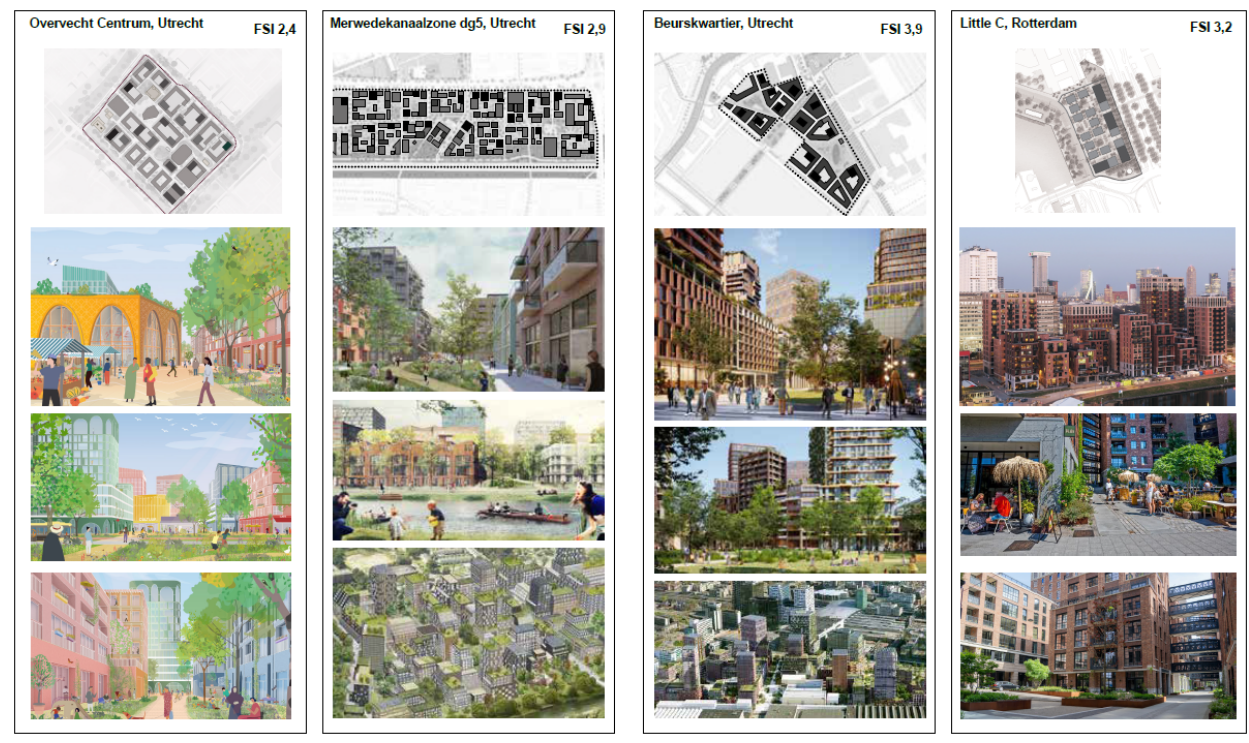 Overvecht Centrum, Utrecht
FSI 2,4
Merwedekanaalzone dg5, Utrecht
FSI 2,9
Beurskwartier, Utrecht
FSI 3,9
Little C, Rotterdam
FSI 3,2